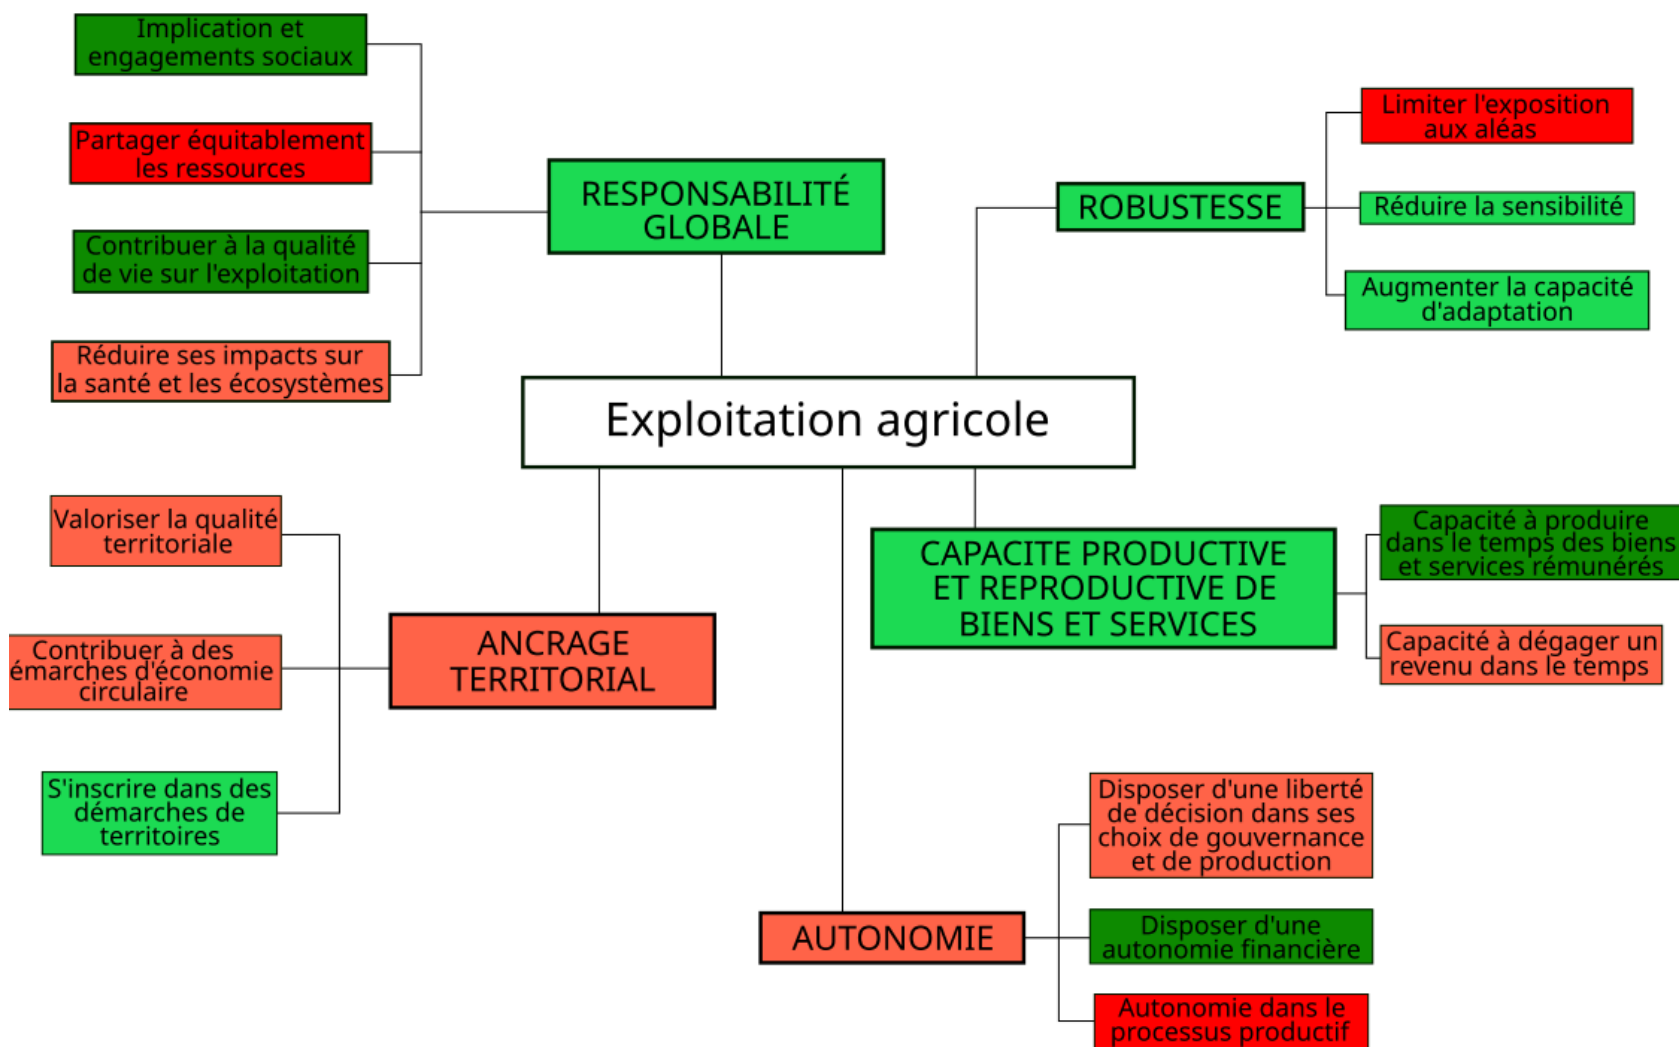 Implication et
engagements sociaux
Partager équitablement
les ressources
Contribuer à la qualité
de vie sur l'exploitation
Réduire ses impacts sur
la santé et les écosystèmes
RESPONSABILITÉ
GLOBALE
ROBUSTESSE
Limiter l'exposition
aux aléas
Réduire la sensibilité
Augmenter la capacité
d'adaptation
Exploitation agricole
Valoriser la qualité
territoriale
Contribuer à des
émarches d'économie
circulaire
S'inscrire dans des
démarches de
territoires
ANCRAGE
TERRITORIAL
CAPACITE PRODUCTIVE
ET REPRODUCTIVE DE
BIENS ET SERVICES
Capacité à produire
dans le temps des biens
et services rémunérés
Capacité à dégager un
revenu dans le temps
AUTONOMIE
Disposer d'une liberté
de décision dans ses
choix de gouvernance
et de production
Disposer d'une
autonomie financière
Autonomie dans le
processus productif